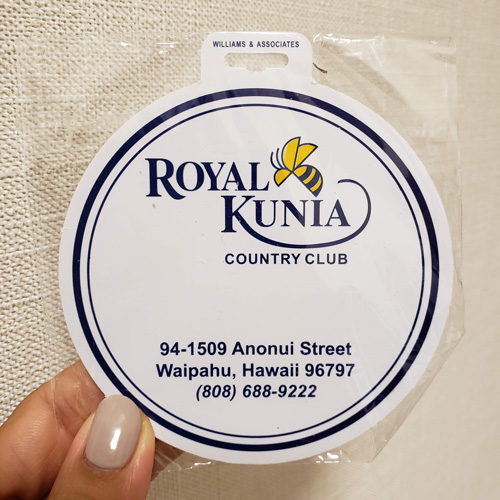 WILLIAMS & ASSOCIATES
ROYAL
KUNIA
COUNTRY CLUB
94-1509 Anonui Street
Waipahu, Hawaii 96797
(808) 688-9222